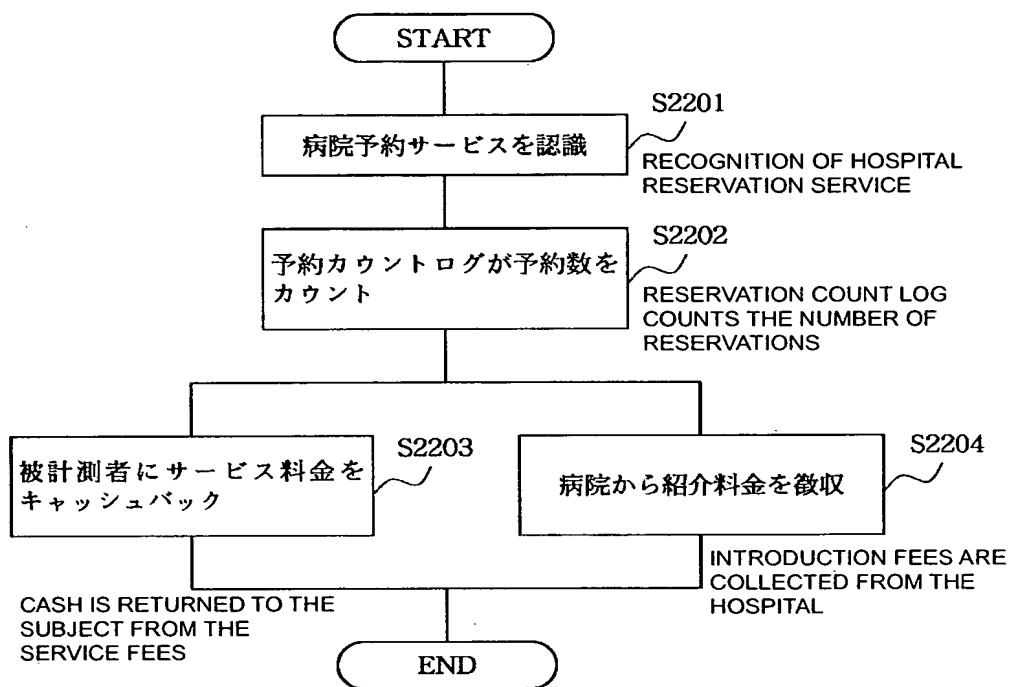 START
S2201
病院予約サービスを認識
RECOGNITION OF HOSPITAL
RESERVATION SERVICE
S2202
予約カウントログが予約数を
カウント
RESERVATION COUNT LOG
COUNTS THE NUMBER OF
RESERVATIONS
S2203
被計測者にサービス料金を
キャッシュバック
CASH IS RETURNED TO THE
SUBJECT FROM THE
SERVICE FEES
S2204
病院から紹介料金を徴収
INTRODUCTION FEES ARE
COLLECTED FROM THE
HOSPITAL
END